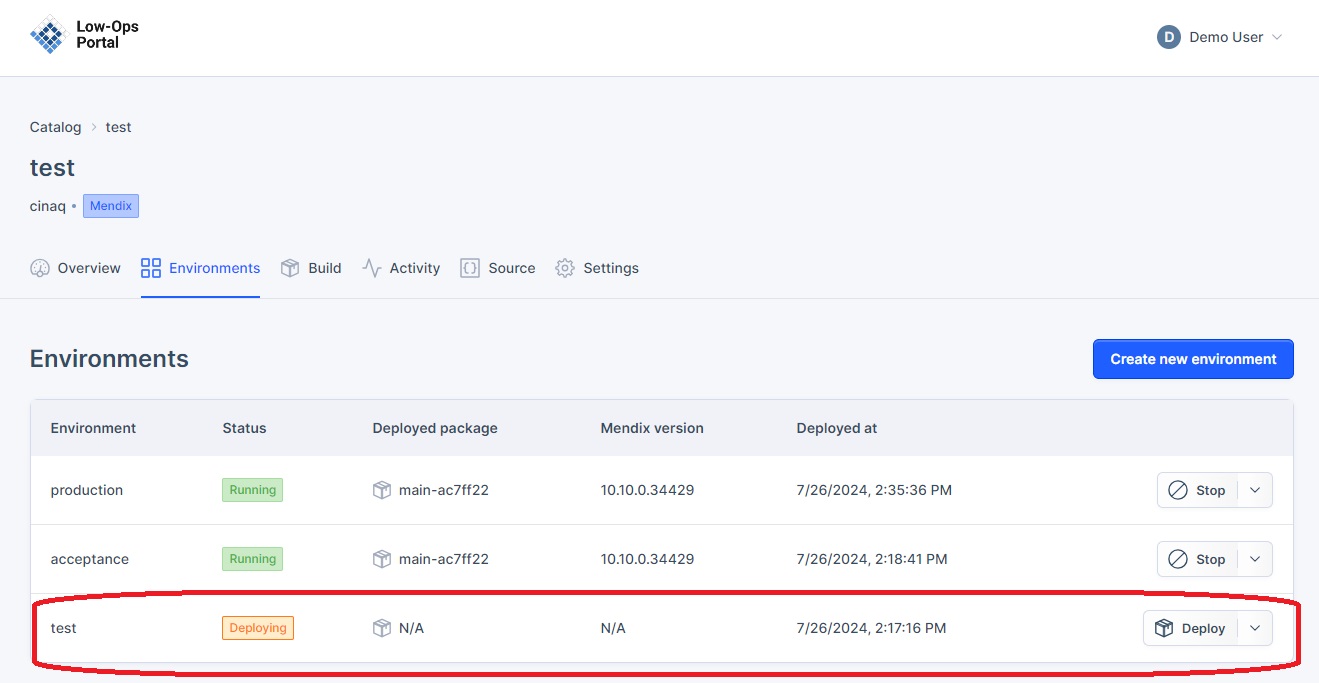 Low-Ops
Portal
D Demo User
Catalog > test
test
cinaq • Mendix
Overview Environments Build Activity Source Settings
Environments Create new environment
Environment Status Deployed package Mendix version Deployed at
production Running main-ac7ff22 10.10.0.34429 7/26/2024, 2:35:36 PM Stop
acceptance Running main-ac7ff22 10.10.0.34429 7/26/2024, 2:18:41 PM Stop
test Deploying N/A N/A 7/26/2024, 2:17:16 PM Deploy